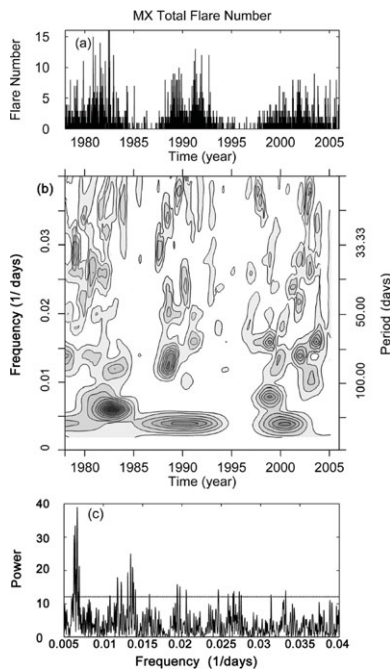 MX Total Flare Number
(a)
Flare Number
15
10
5
0
1980 1985 1990 1995 2000 2005
Time (year)
(b)
Frequency (1/ days)
0.03
0.02
0.01
0
33.33
50.00
100.00
Period (days)
1980 1985 1990 1995 2000 2005
Time (year)
(c)
Power
40
30
20
10
0
0.005 0.01 0.015 0.02 0.025 0.03 0.035 0.04
Frequency (1/days)